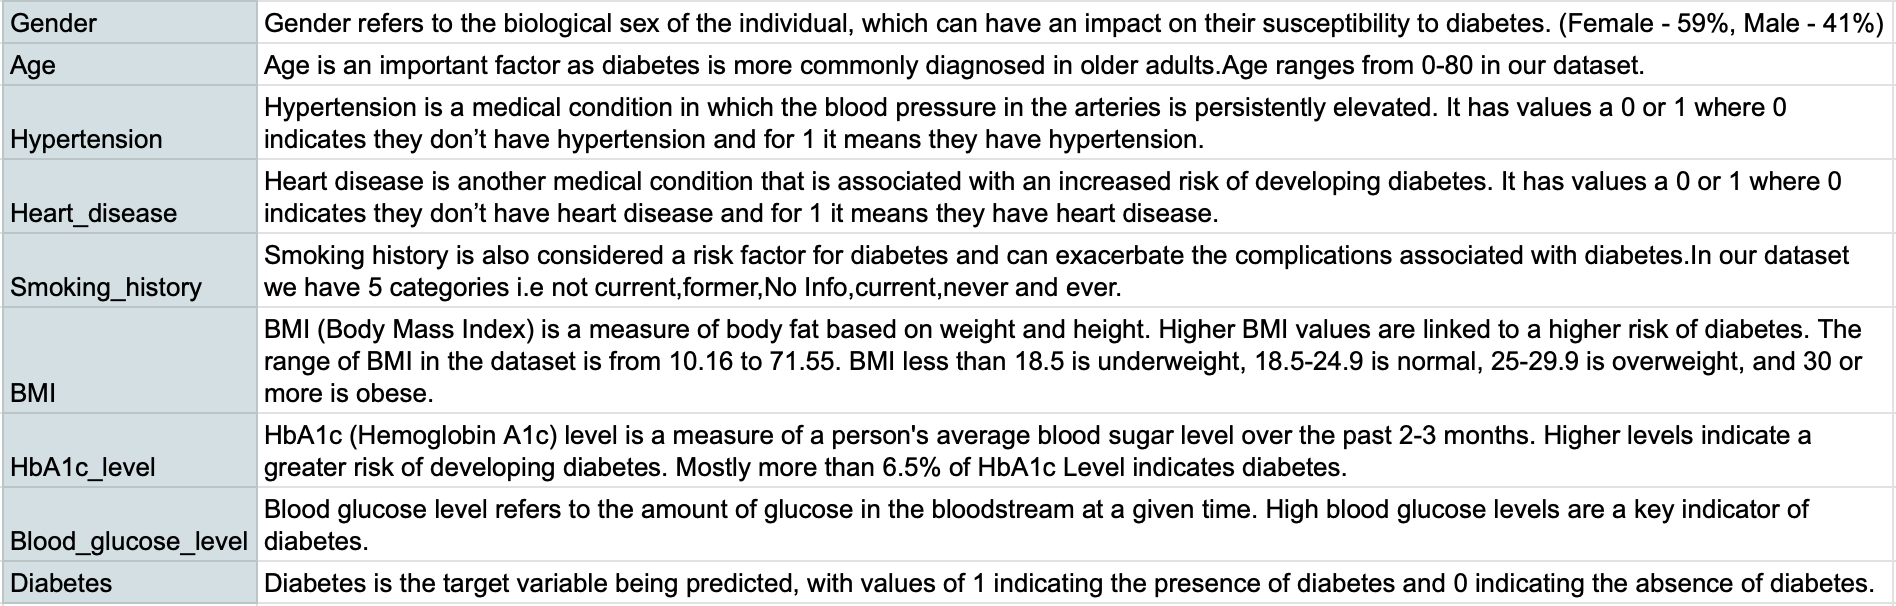 Gender
Gender refers to the biological sex of the individual, which can have an impact on their susceptibility to diabetes. (Female - 59%, Male - 41%)
Age
Age is an important factor as diabetes is more commonly diagnosed in older adults.Age ranges from 0-80 in our dataset.
Hypertension
Hypertension is a medical condition in which the blood pressure in the arteries is persistently elevated. It has values a 0 or 1 where 0
indicates they don’t have hypertension and for 1 it means they have hypertension.
Heart_disease
Heart disease is another medical condition that is associated with an increased risk of developing diabetes. It has values a 0 or 1 where 0
indicates they don’t have heart disease and for 1 it means they have heart disease.
Smoking_history
Smoking history is also considered a risk factor for diabetes and can exacerbate the complications associated with diabetes.In our dataset
we have 5 categories i.e not current,former,No Info,current,never and ever.
BMI
BMI (Body Mass Index) is a measure of body fat based on weight and height. Higher BMI values are linked to a higher risk of diabetes. The
range of BMI in the dataset is from 10.16 to 71.55. BMI less than 18.5 is underweight, 18.5-24.9 is normal, 25-29.9 is overweight, and 30 or
more is obese.
HbA1c_level
HbA1c (Hemoglobin A1c) level is a measure of a person's average blood sugar level over the past 2-3 months. Higher levels indicate a
greater risk of developing diabetes. Mostly more than 6.5% of HbA1c Level indicates diabetes.
Blood_glucose_level
Blood glucose level refers to the amount of glucose in the bloodstream at a given time. High blood glucose levels are a key indicator of
diabetes.
Diabetes
Diabetes is the target variable being predicted, with values of 1 indicating the presence of diabetes and 0 indicating the absence of diabetes.